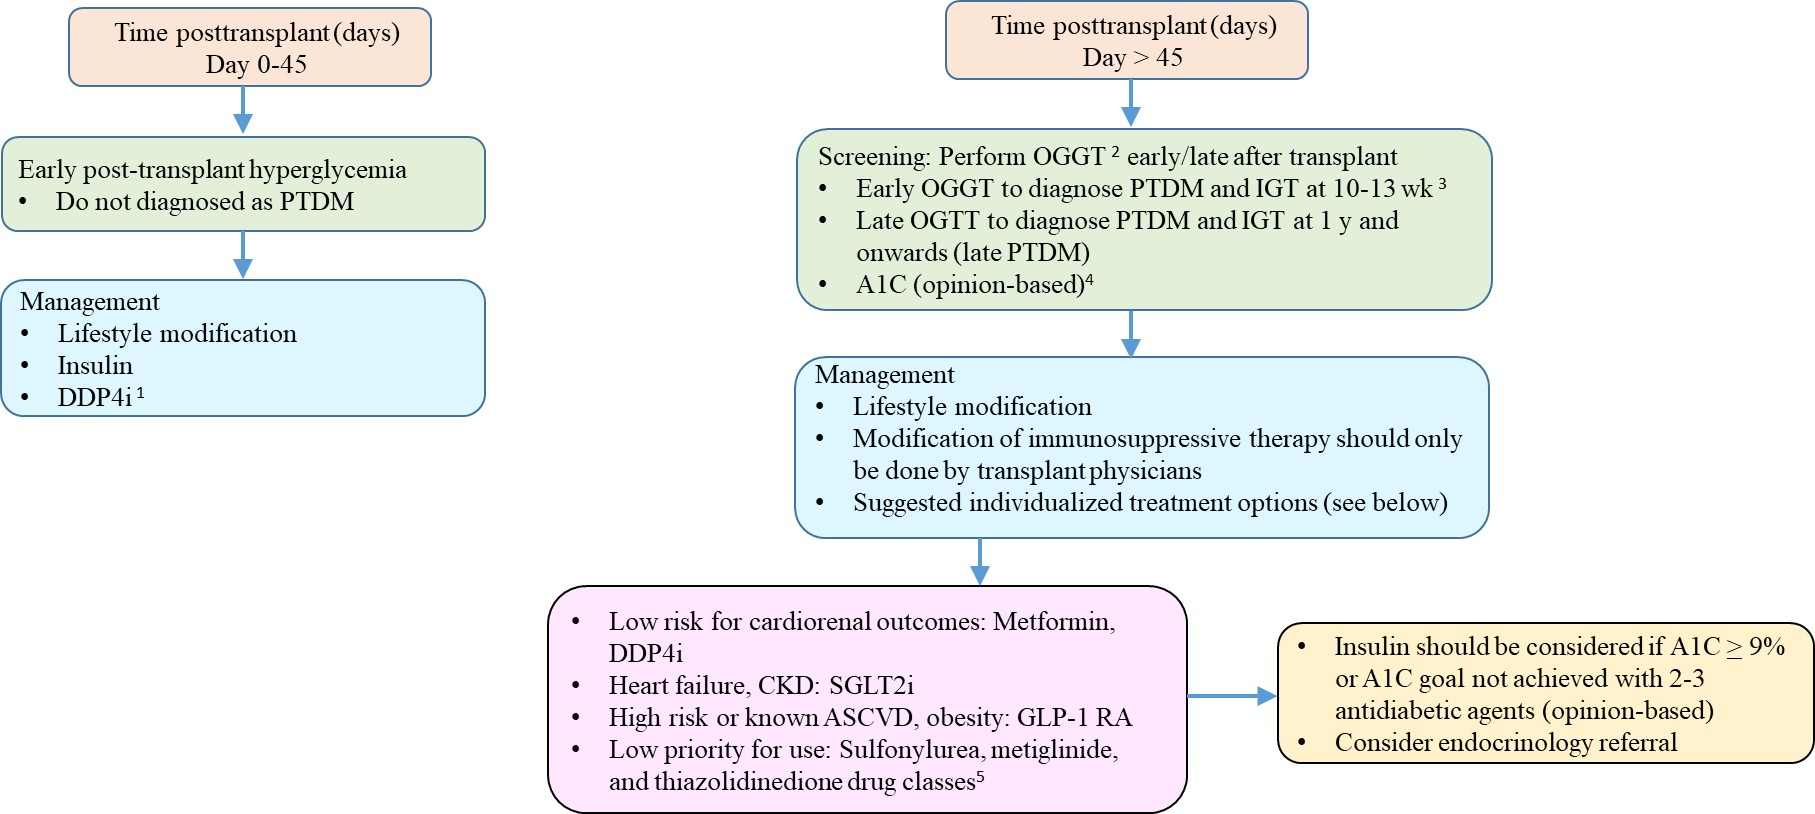 Time posttransplant (days)
Day 0-45
Early post-transplant hyperglycemia
• Do not diagnosed as PTDM
Management
• Lifestyle modification
• Insulin
• DDP4i 1
Time posttransplant (days)
Day > 45
Screening: Perform OGGT 2 early/late after transplant
• Early OGGT to diagnose PTDM and IGT at 10-13 wk 3
• Late OGTT to diagnose PTDM and IGT at 1 y and
onwards (late PTDM)
• A1C (opinion-based)4
Management
• Lifestyle modification
• Modification of immunosuppressive therapy should only
be done by transplant physicians
• Suggested individualized treatment options (see below)
• Low risk for cardiorenal outcomes: Metformin,
DDP4i
• Heart failure, CKD: SGLT2i
• High risk or known ASCVD, obesity: GLP-1 RA
• Low priority for use: Sulfonylurea, metiglinide,
and thiazolidinedione drug classes5
• Insulin should be considered if A1C ≥ 9%
or A1C goal not achieved with 2-3
antidiabetic agents (opinion-based)
• Consider endocrinology referral